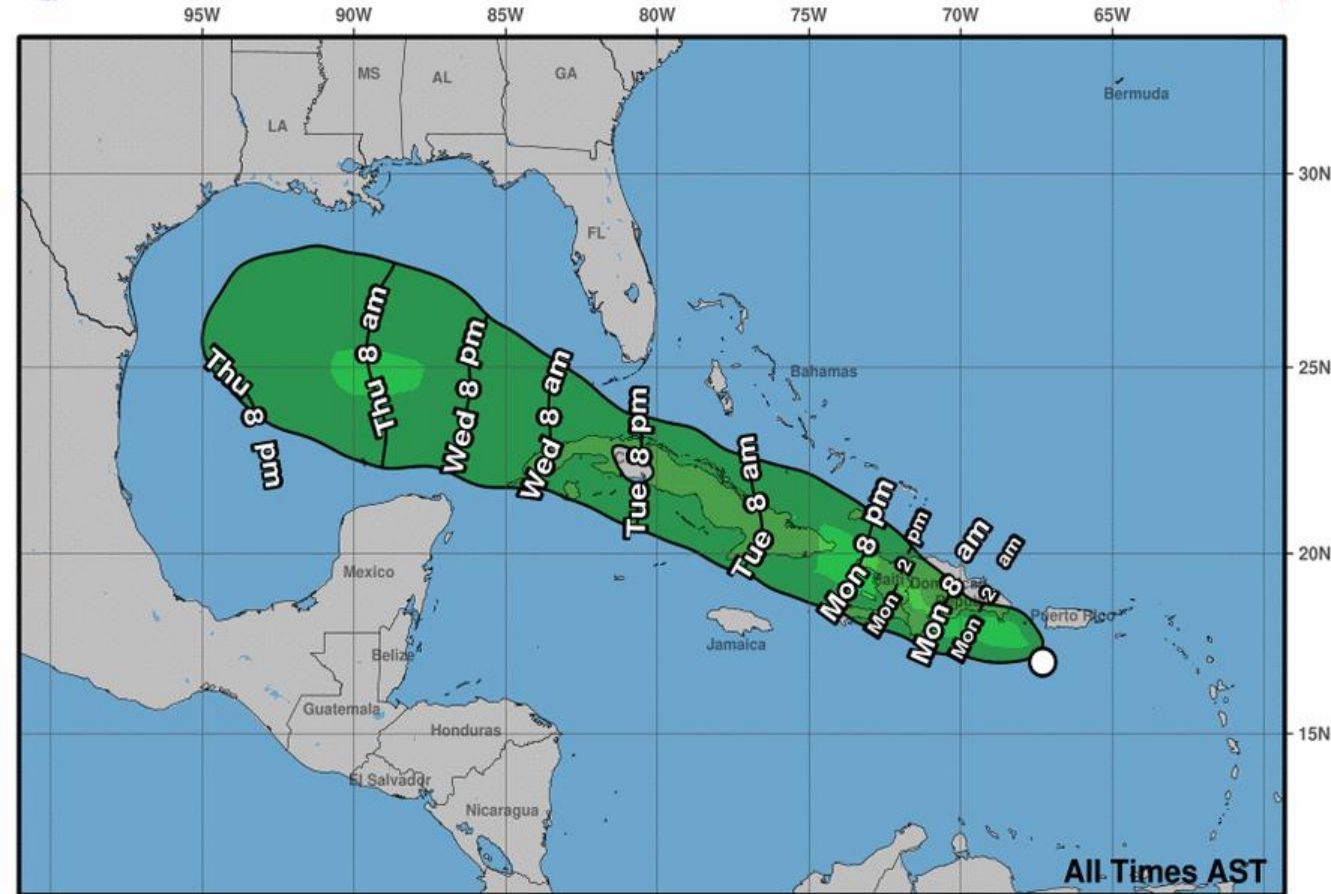 95W 90W 85W 80W 75W 70W 65W
MS AL GA
Bermuda
LA
30N
FL
Thu 8 am
Wed 8 pm
25N
Bahamas
Thu 8 pm
Wed 8 am
Tue 8 pm
Tue 8 am
Mon 8 pm
Mon 2 pm
Mon 8 am
Mon 2 am
20N
Mexico
Haiti
Puerto Rico
Jamaica
Belize
Guatemala
Honduras
15N
El Salvador
Nicaragua
All Times AST